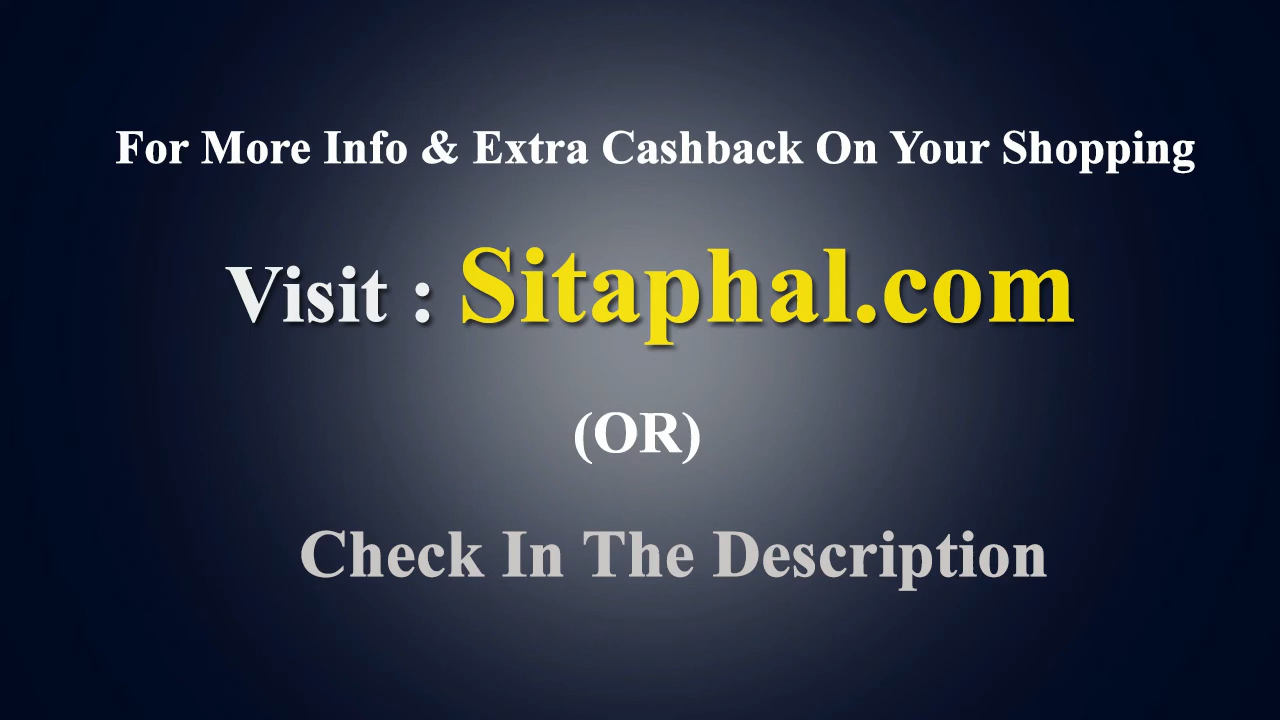 For More Info & Extra Cashback On Your Shopping
Visit : Sitaphal.com
(OR)
Check In The Description